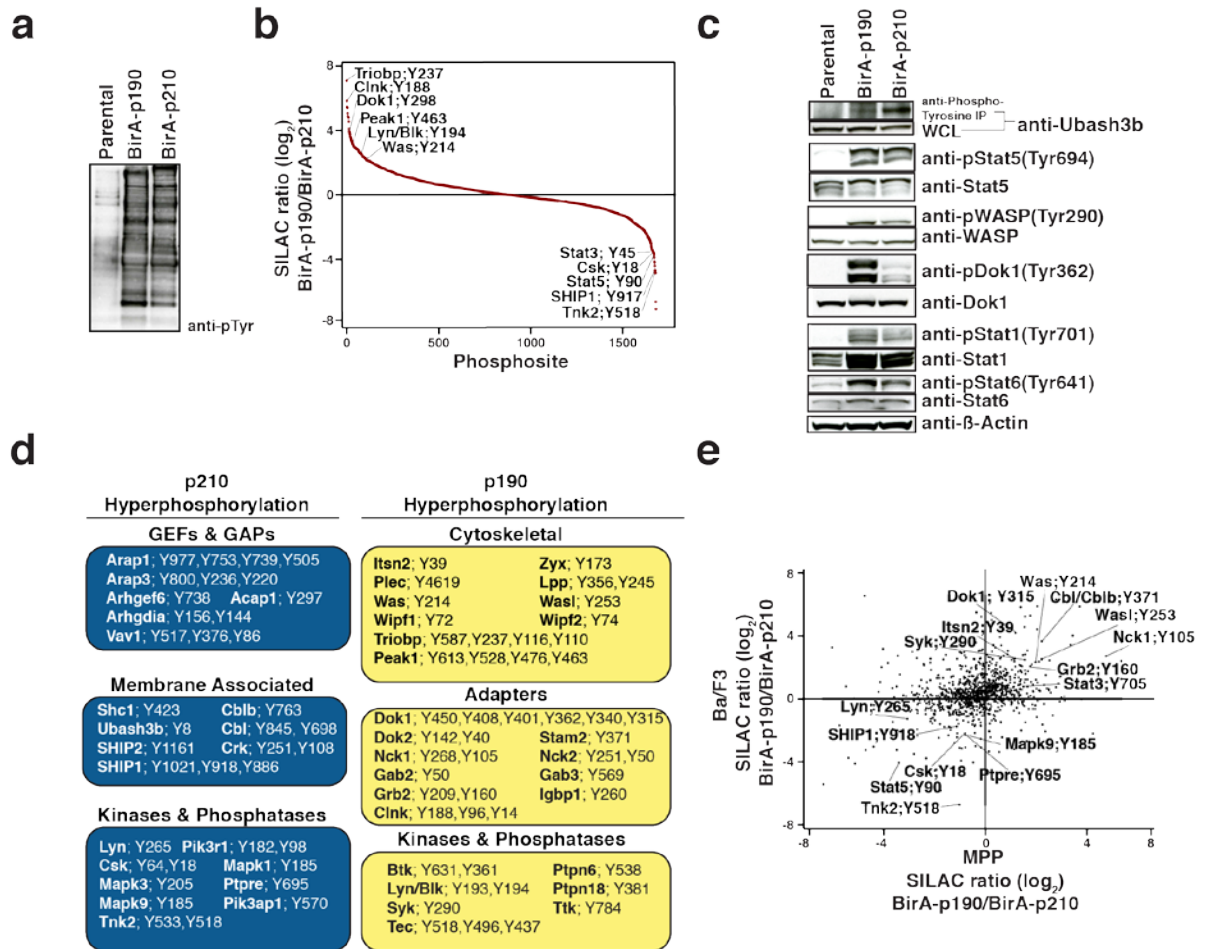 a
Parental
BirA-p190
BirA-p210
anti-pTyr
b
SILAC ratio (log2)
BirA-p190/BirA-p210
8
4
0
-4
-8
Triobp;Y237
Clnk;Y188
Dok1;Y298
Peak1;Y463
Lyn/Blk;Y194
Was;Y214
Stat3; Y45
Csk;Y18
Stat5; Y90
SHIP1; Y917
Tnk2;Y518
0
500
1000
1500
Phosphosite
c
Parental
BirA-p190
BirA-p210
anti-Phospho-
Tyrosine IP
WCL
anti-Ubash3b
anti-pStat5(Tyr694)
anti-Stat5
anti-pWASP(Tyr290)
anti-WASP
anti-pDok1(Tyr362)
anti-Dok1
anti-pStat1(Tyr701)
anti-Stat1
anti-pStat6(Tyr641)
anti-Stat6
anti-ß-Actin
d
p210
Hyperphosphorylation
GEFs & GAPs
Arap1; Y977,Y753,Y739,Y505
Arap3; Y800,Y236,Y220
Arhgef6; Y738 Acap1; Y297
Arhgdia; Y156,Y144
Vav1; Y517,Y376,Y86
Membrane Associated
Shc1; Y423 Cblb; Y763
Ubash3b; Y8 Cbl; Y845, Y698
SHIP2; Y1161 Crk; Y251,Y108
SHIP1; Y1021,Y918,Y886
Kinases & Phosphatases
Lyn; Y265 Pik3r1; Y182,Y98
Csk; Y64,Y18 Mapk1; Y185
Mapk3; Y205 Ptpre; Y695
Mapk9; Y185 Pik3ap1; Y570
Tnk2; Y533,Y518
p190
Hyperphosphorylation
Cytoskeletal
Itsn2; Y39 Zyx; Y173
Plec; Y4619 Lpp; Y356,Y245
Was; Y214 Wasl; Y253
Wipf1; Y72 Wipf2; Y74
Triobp; Y587,Y237,Y116,Y110
Peak1; Y613,Y528,Y476,Y463
Adapters
Dok1; Y450,Y408,Y401,Y362,Y340,Y315
Dok2; Y142,Y40 Stam2; Y371
Nck1; Y268,Y105 Nck2; Y251,Y50
Gab2; Y50 Gab3; Y569
Grb2; Y209,Y160 Igbp1; Y260
Clnk; Y188,Y96,Y14
Kinases & Phosphatases
Btk; Y631,Y361 Ptpn6; Y538
Lyn/Blk; Y193,Y194 Ptpn18; Y381
Syk; Y290 Ttk; Y784
Tec; Y518,Y496,Y437
e
Ba/F3
SILAC ratio (log2)
BirA-p190/BirA-p210
8
4
0
-4
-8
Was;Y214
Dok1; Y315
Cbl/Cblb;Y371
Wasl;Y253
Itsn2;Y39
Nck1;Y105
Syk;Y290
Grb2;Y160
Stat3;Y705
Lyn;Y265
SHIP1;Y918
Mapk9;Y185
Csk;Y18
Ptpre;Y695
Stat5;Y90
Tnk2;Y518
-8
-4
0
4
8
MPP
SILAC ratio (log2)
BirA-p190/BirA-p210